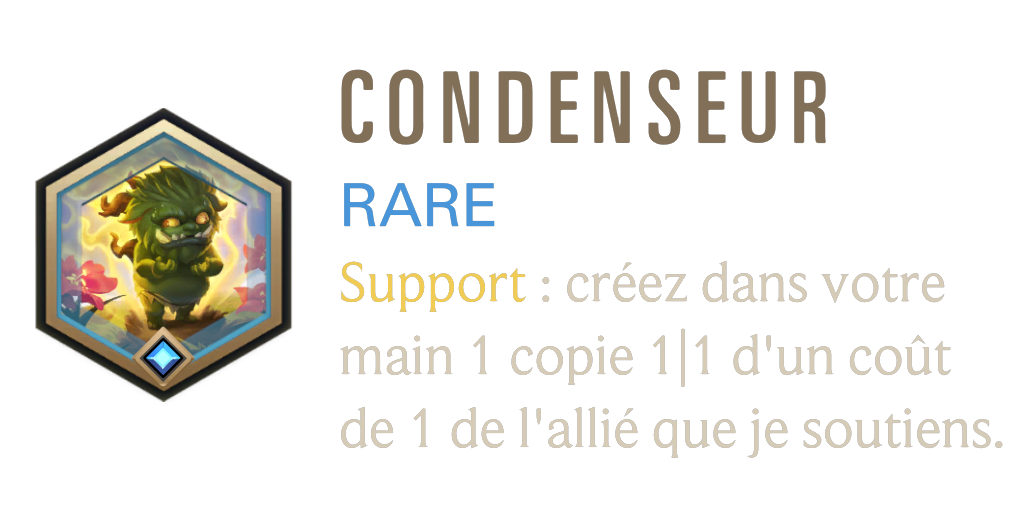 CONDENSEUR
RARE
Support : créez dans votre
main 1 copie 1|1 d'un coût
de 1 de l'allié que je soutiens.